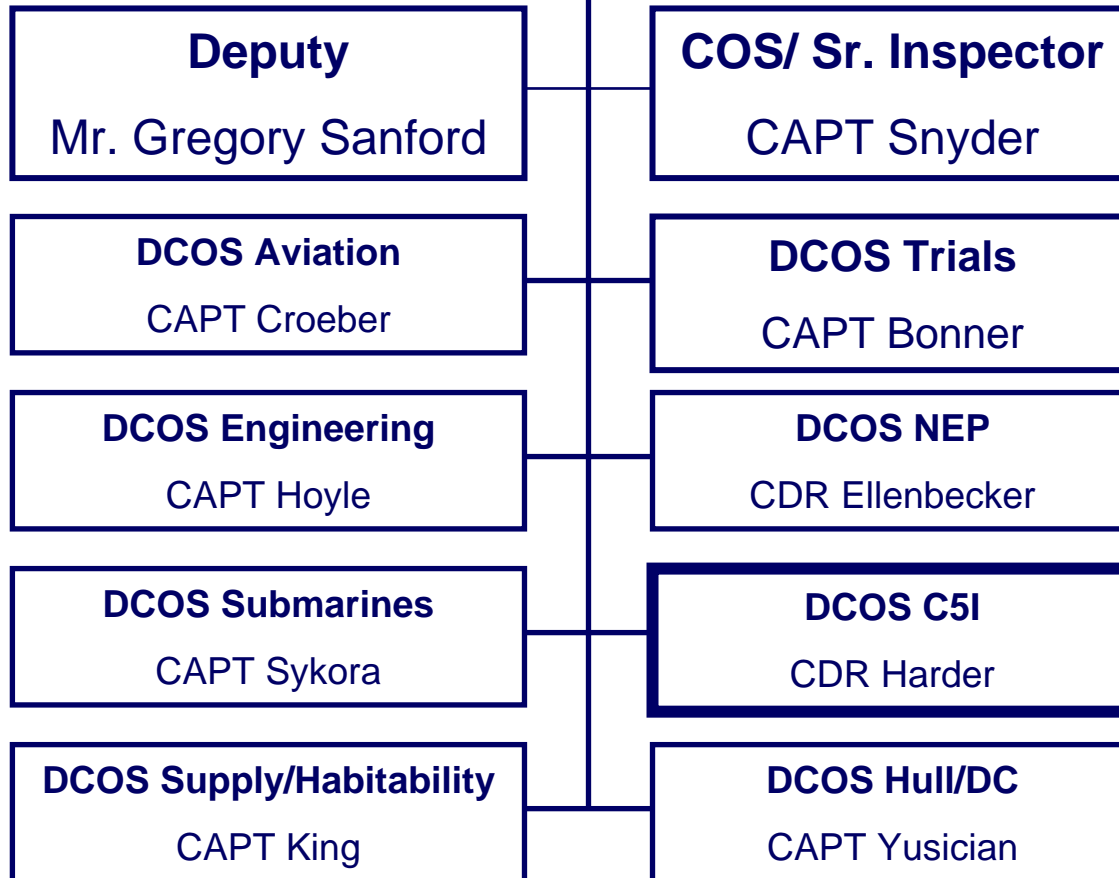 Deputy
Mr. Gregory Sanford
COS/ Sr. Inspector
CAPT Snyder
DCOS Aviation
CAPT Croeber
DCOS Trials
CAPT Bonner
DCOS Engineering
CAPT Hoyle
DCOS NEP
CDR Ellenbecker
DCOS Submarines
CAPT Sykora
DCOS C5I
CDR Harder
DCOS Supply/Habitability
CAPT King
DCOS Hull/DC
CAPT Yusician